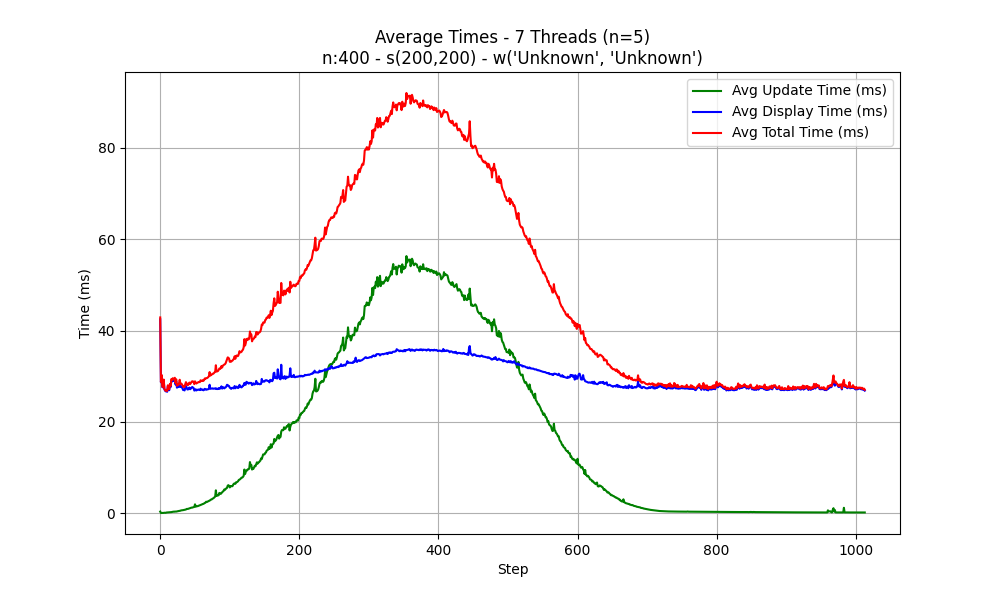 Average Times - 7 Threads (n=5)
n:400 - s(200,200) - w('Unknown', 'Unknown')
Avg Update Time (ms)
Avg Display Time (ms)
Avg Total Time (ms)
Time (ms)
80
60
40
20
0
0
200
400
600
800
1000
Step